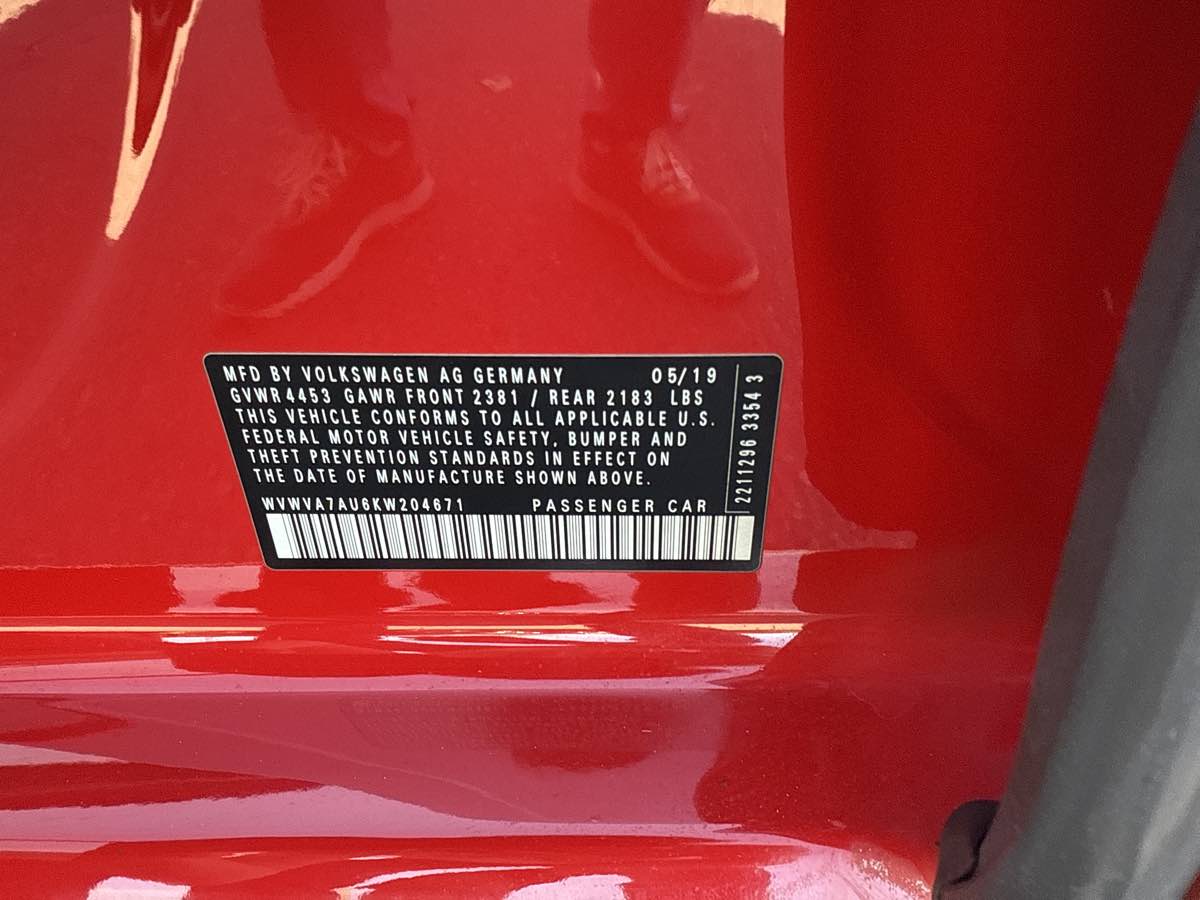 MFD BY VOLKSWAGEN AG GERMANY 05/19
GVWR 4453 GAWR FRONT 2381 / REAR 2183 LBS
THIS VEHICLE CONFORMS TO ALL APPLICABLE U.S.
FEDERAL MOTOR VEHICLE SAFETY, BUMPER AND
THEFT PREVENTION STANDARDS IN EFFECT ON
THE DATE OF MANUFACTURE SHOWN ABOVE.
WVWVA7AU6KW204671 PASSENGER CAR
2211296 3354 3